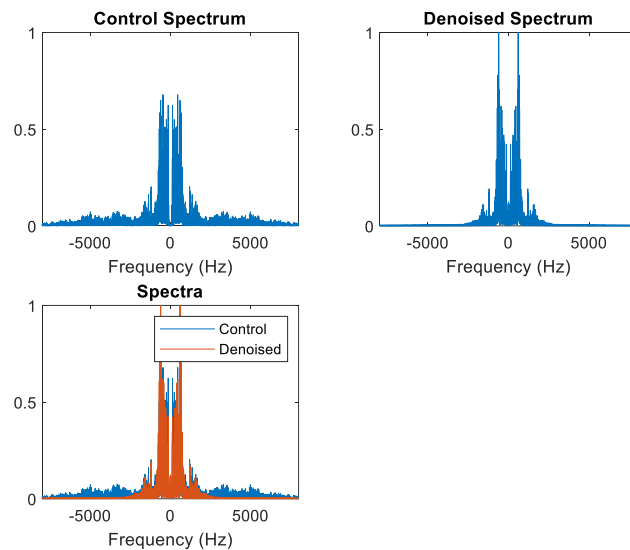 Control Spectrum
1
0.5
0
-5000 0 5000
Frequency (Hz)
Denoised Spectrum
1
0.5
0
-5000 0 5000
Frequency (Hz)
Spectra
1
0.5
0
Control
Denoised
-5000 0 5000
Frequency (Hz)